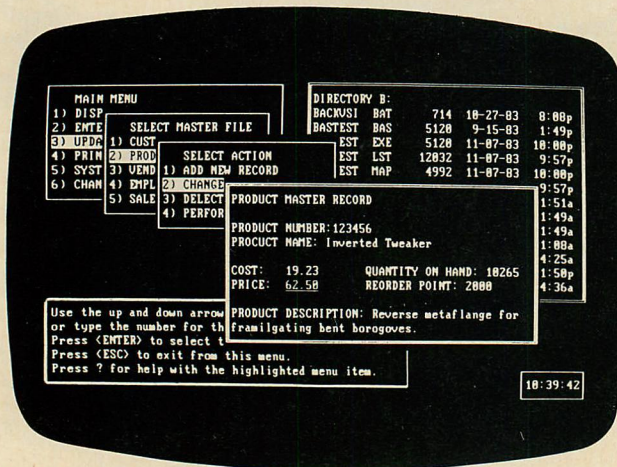 MAIN MENU
1) DISP
2) ENTE
3) UPDA
4) PRIN
5) SYST
6) CHAN
SELECT MASTER FILE
1) CUST
2) PROD
3) VEND
4) EMPL
5) SALE
SELECT ACTION
1) ADD NEW RECORD
2) CHANGE
3) DELECT
4) PERFOR
DIRECTORY B:
BACKVSI BAT 714 10-27-83 8:08p
BASTEST BAS 5120 9-15-83 1:49p
EST EXE 5120 11-07-83 10:00p
EST LST 12032 11-07-83 9:57p
EST MAP 4992 11-07-83 10:00p
9:57p
1:51a
1:49a
1:49a
1:08a
4:25a
1:50p
4:36a
PRODUCT MASTER RECORD
PRODUCT NUMBER:123456
PROCUCT NAME: Inverted Tweaker
COST: 19.23 QUANTITY ON HAND: 10265
PRICE: 62.50 REORDER POINT: 2000
PRODUCT DESCRIPTION: Reverse metaflange for
framilgating bent borogoves.
Use the up and down arrow
or type the number for th
Press <ENTER> to select t
Press <ESC> to exit from this menu.
Press ? for help with the highlighted menu item.
10:39:42